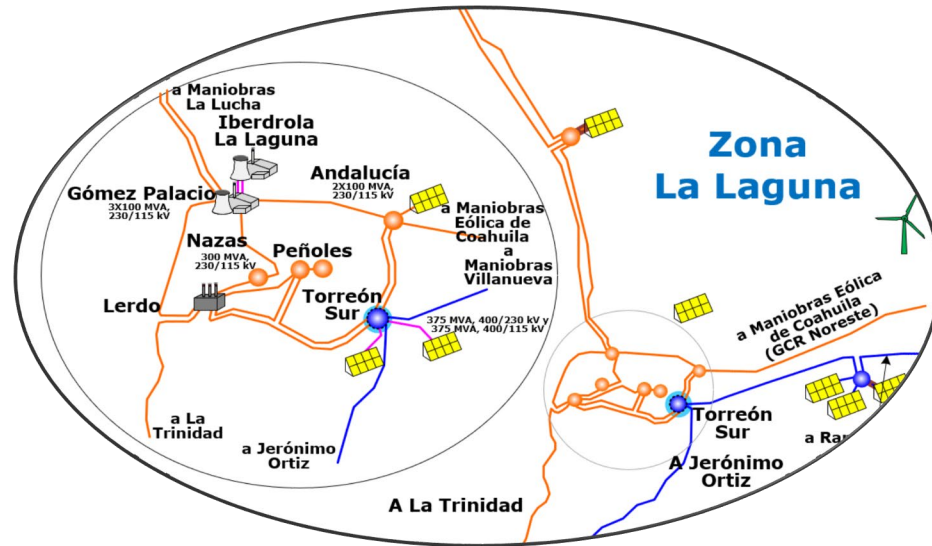 a Maniobras
La Lucha
Iberdrola
La Laguna
Andalucía
2X100 MVA,
230/115 kV
Gómez Palacio
3X100 MVA,
230/115 kV
a Maniobras
Eólica de
Coahuila
a
Maniobras
Villanueva
Nazas
300 MVA,
230/115 kV
Peñoles
Lerdo
Torreón
Sur
375 MVA, 400/230 kV y
375 MVA, 400/115 kV
a La
Trinidad
a Jerónimo
Ortiz
Zona
La Laguna
a Maniobras Eólica
de Coahuila
(GCR Noreste)
Torreón
Sur
a
A Jerónimo
Ortiz
A La Trinidad